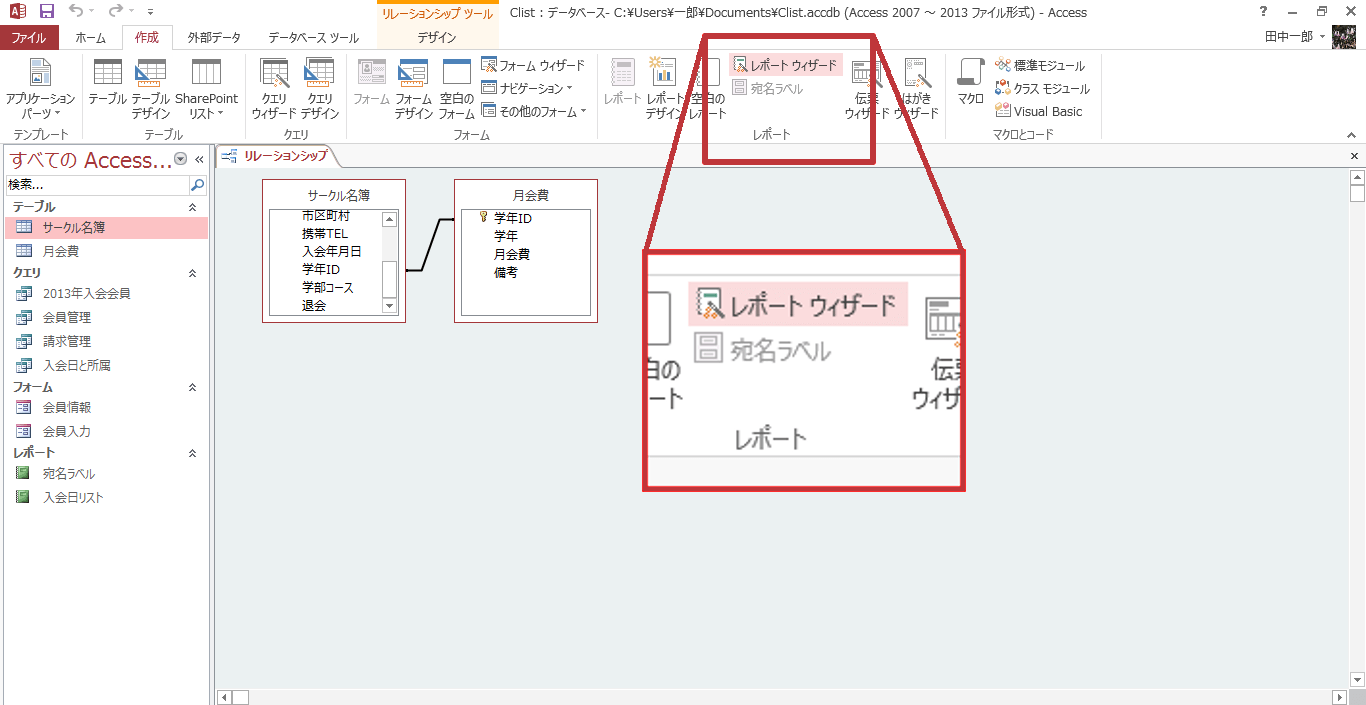 リレーションシップ ツール
Clist : データベース- C:¥Users¥一郎¥Documents¥Clist.accdb (Access 2007 ～ 2013 ファイル形式) - Access
?
ファイル
ホーム
作成
外部データ
データベース ツール
デザイン
田中一郎
アプリケーション
パーツ
テンプレート
テーブル
テーブル
デザイン
SharePoint
リスト
テーブル
クエリ
ウィザード
クエリ
デザイン
クエリ
フォーム
フォーム
デザイン
空白の
フォーム
フォーム ウィザード
ナビゲーション
その他のフォーム
フォーム
レポート
レポート
デザイン
空白の
レポート
レポート ウィザード
宛名ラベル
伝票
ウィザード
はがき
ウィザード
レポート
マクロ
標準モジュール
クラス モジュール
Visual Basic
マクロとコード
すべての Access...
検索...
テーブル
サークル名簿
月会費
クエリ
2013年入会会員
会員管理
請求管理
入会日と所属
フォーム
会員情報
会員入力
レポート
宛名ラベル
入会日リスト
リレーションシップ
サークル名簿
市区町村
携帯TEL
入会年月日
学年ID
学部コース
退会
月会費
学年ID
学年
月会費
備考
レポート ウィザード
宛名ラベル
白の
ート
伝票
ウィザ
レポート